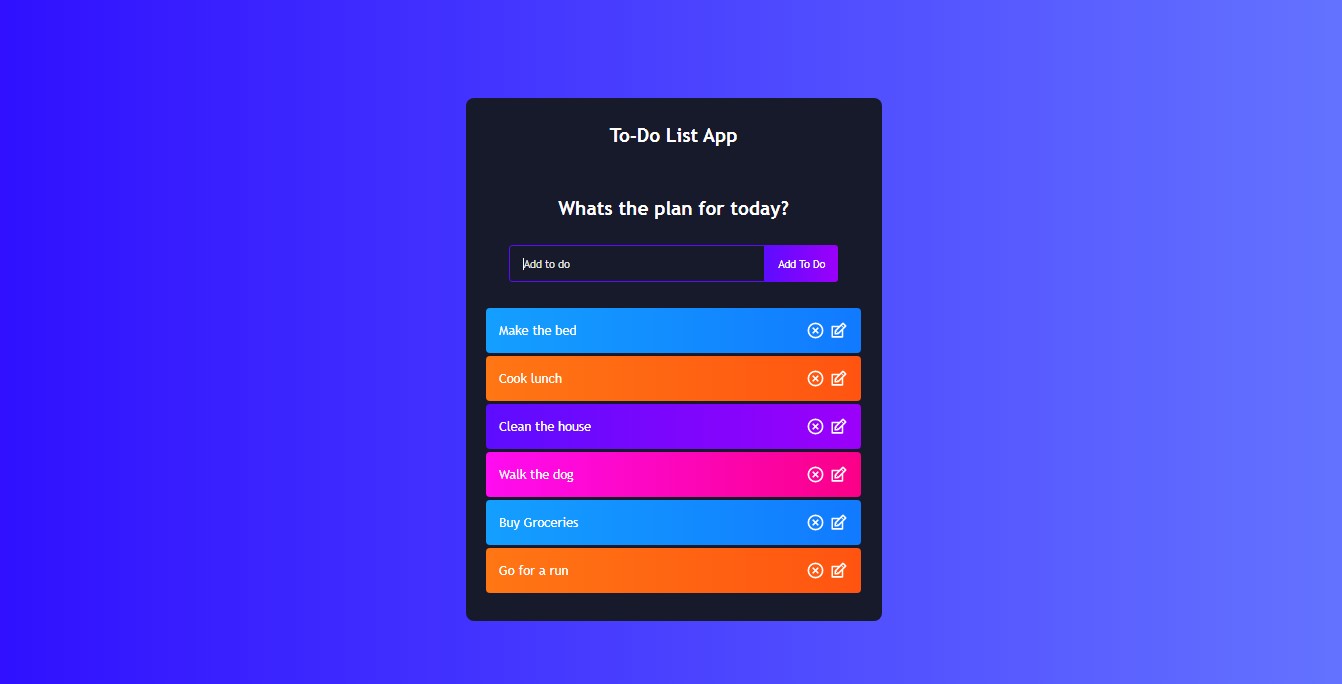 To-Do List App
Whats the plan for today?
Add to do
Add To Do
Make the bed
Cook lunch
Clean the house
Walk the dog
Buy Groceries
Go for a run